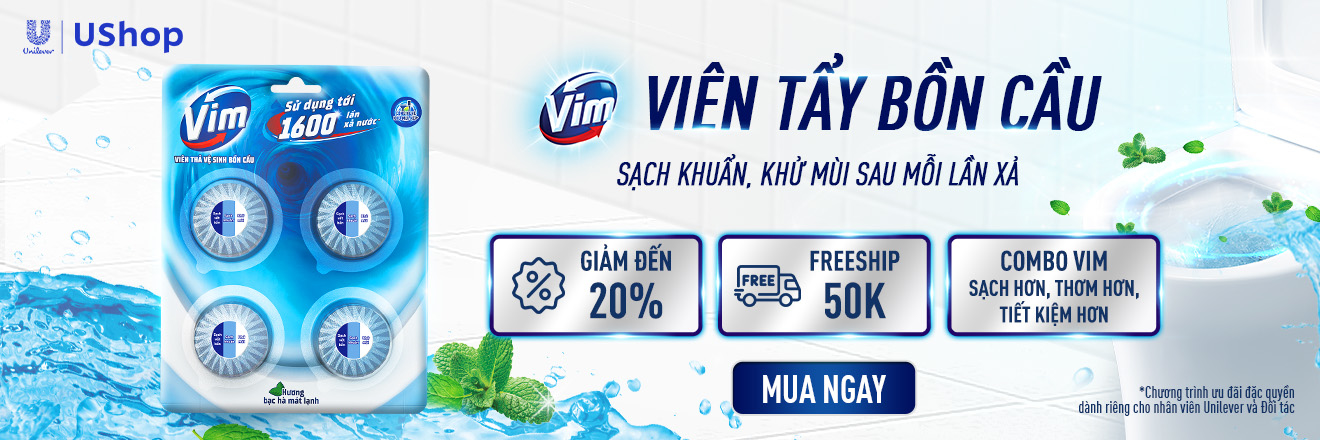 Unilever
UShop
Vim
Sử dụng tới
1600 lần
xả nước
VIÊN THẢ VỆ SINH BỒN CẦU
Hương
bạc hà mát lạnh
Vim
VIÊN TẨY BỒN CẦU
SẠCH KHUẨN, KHỬ MÙI SAU MỖI LẦN XẢ
GIẢM ĐẾN
20%
FREE
FREESHIP
50K
COMBO VIM
SẠCH HƠN, THƠM HƠN,
TIẾT KIỆM HƠN
MUA NGAY
*Chương trình ưu đãi đặc quyền
dành riêng cho nhân viên Unilever và Đối tác